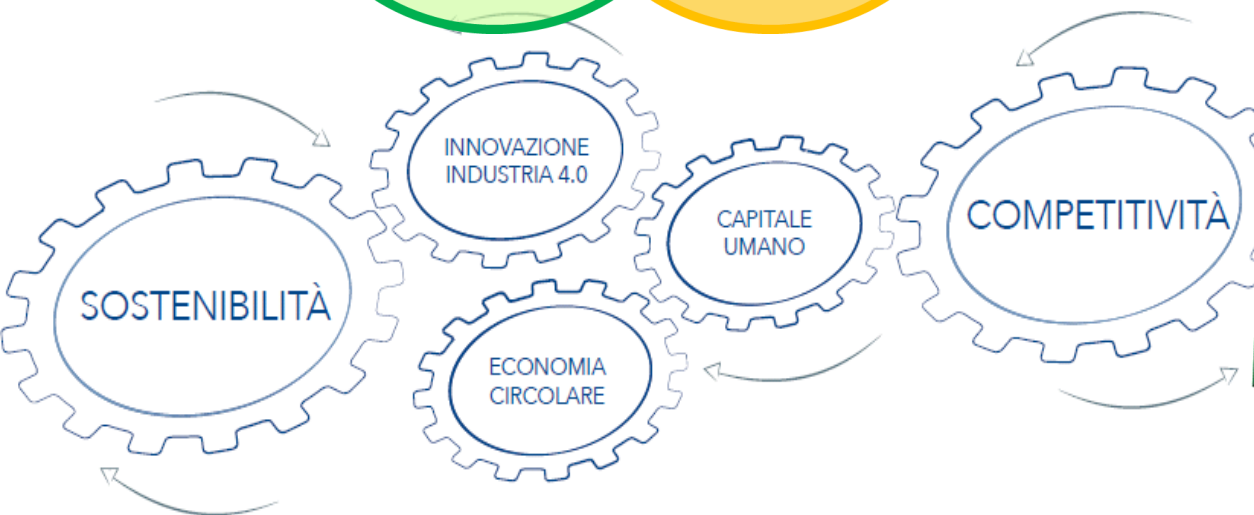 INNOVAZIONE
INDUSTRIA 4.0
CAPITALE
UMANO
COMPETITIVITÀ
SOSTENIBILITÀ
ECONOMIA
CIRCOLARE